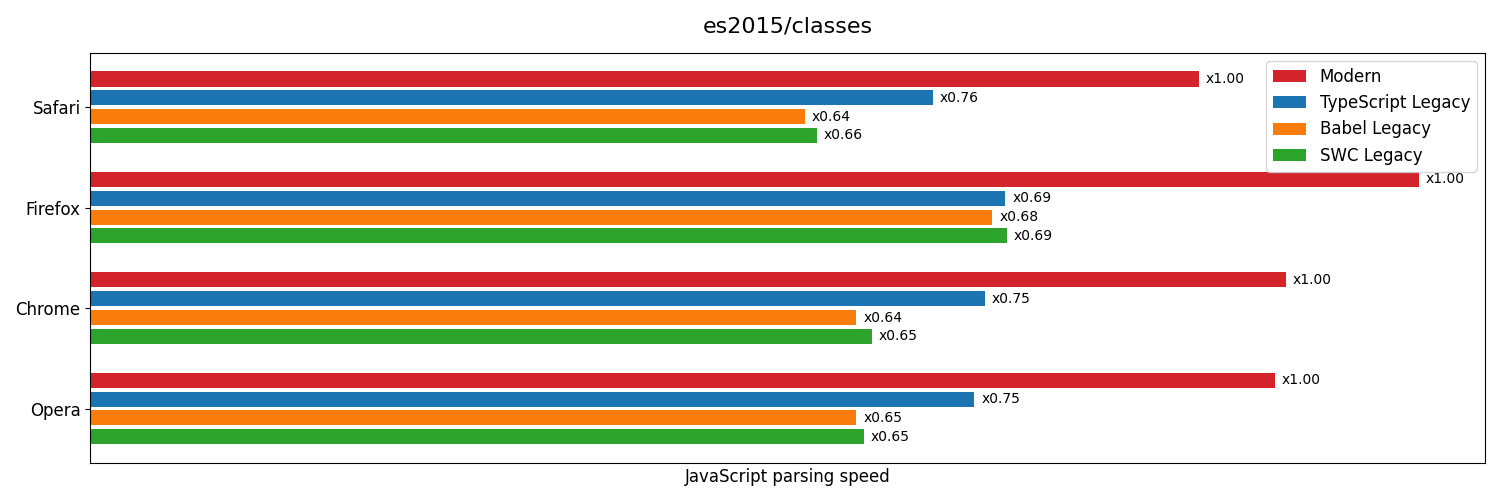 es2015/classes
Safari
x1.00
x0.76
x0.64
x0.66
Modern
TypeScript Legacy
Babel Legacy
SWC Legacy
Firefox
x1.00
x0.69
x0.68
x0.69
Chrome
x1.00
x0.75
x0.64
x0.65
Opera
x1.00
x0.75
x0.65
x0.65
JavaScript parsing speed